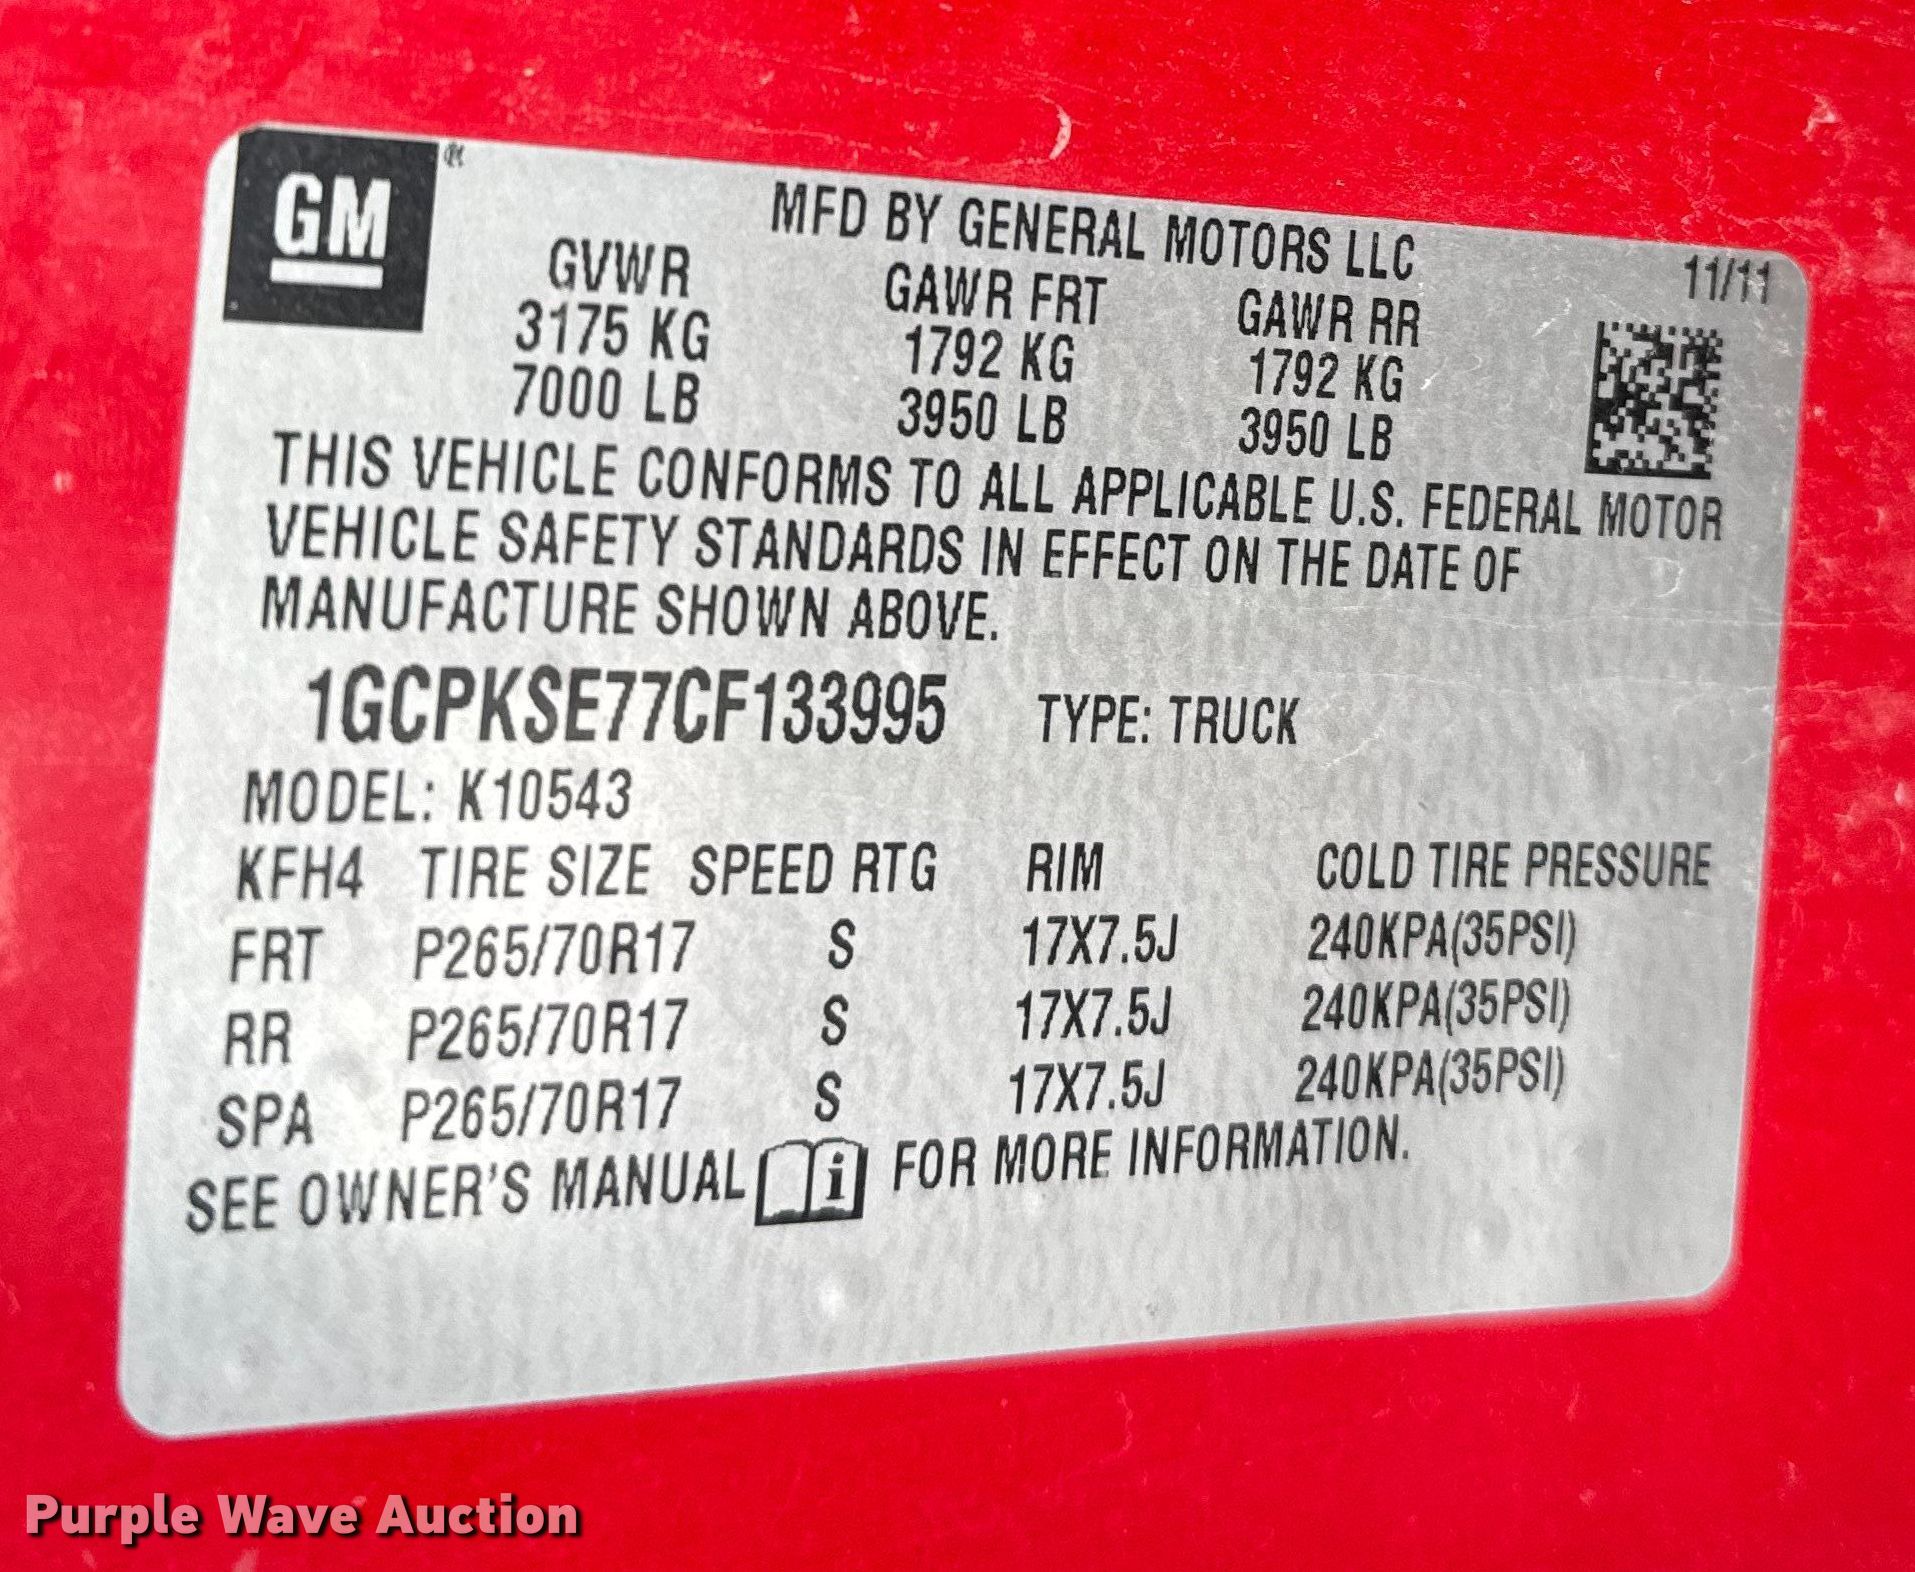 GM ®
MFD BY GENERAL MOTORS LLC 11/11
GVWR GAWR FRT GAWR RR
3175 KG 1792 KG 1792 KG
7000 LB 3950 LB 3950 LB
THIS VEHICLE CONFORMS TO ALL APPLICABLE U.S. FEDERAL MOTOR
VEHICLE SAFETY STANDARDS IN EFFECT ON THE DATE OF
MANUFACTURE SHOWN ABOVE.
1GCPKSE77CF133995 TYPE: TRUCK
MODEL: K10543
KFH4 TIRE SIZE SPEED RTG RIM COLD TIRE PRESSURE
FRT P265/70R17 S 17X7.5J 240KPA(35PSI)
RR P265/70R17 S 17X7.5J 240KPA(35PSI)
SPA P265/70R17 S 17X7.5J 240KPA(35PSI)
SEE OWNER'S MANUAL i FOR MORE INFORMATION.
Purple Wave Auction